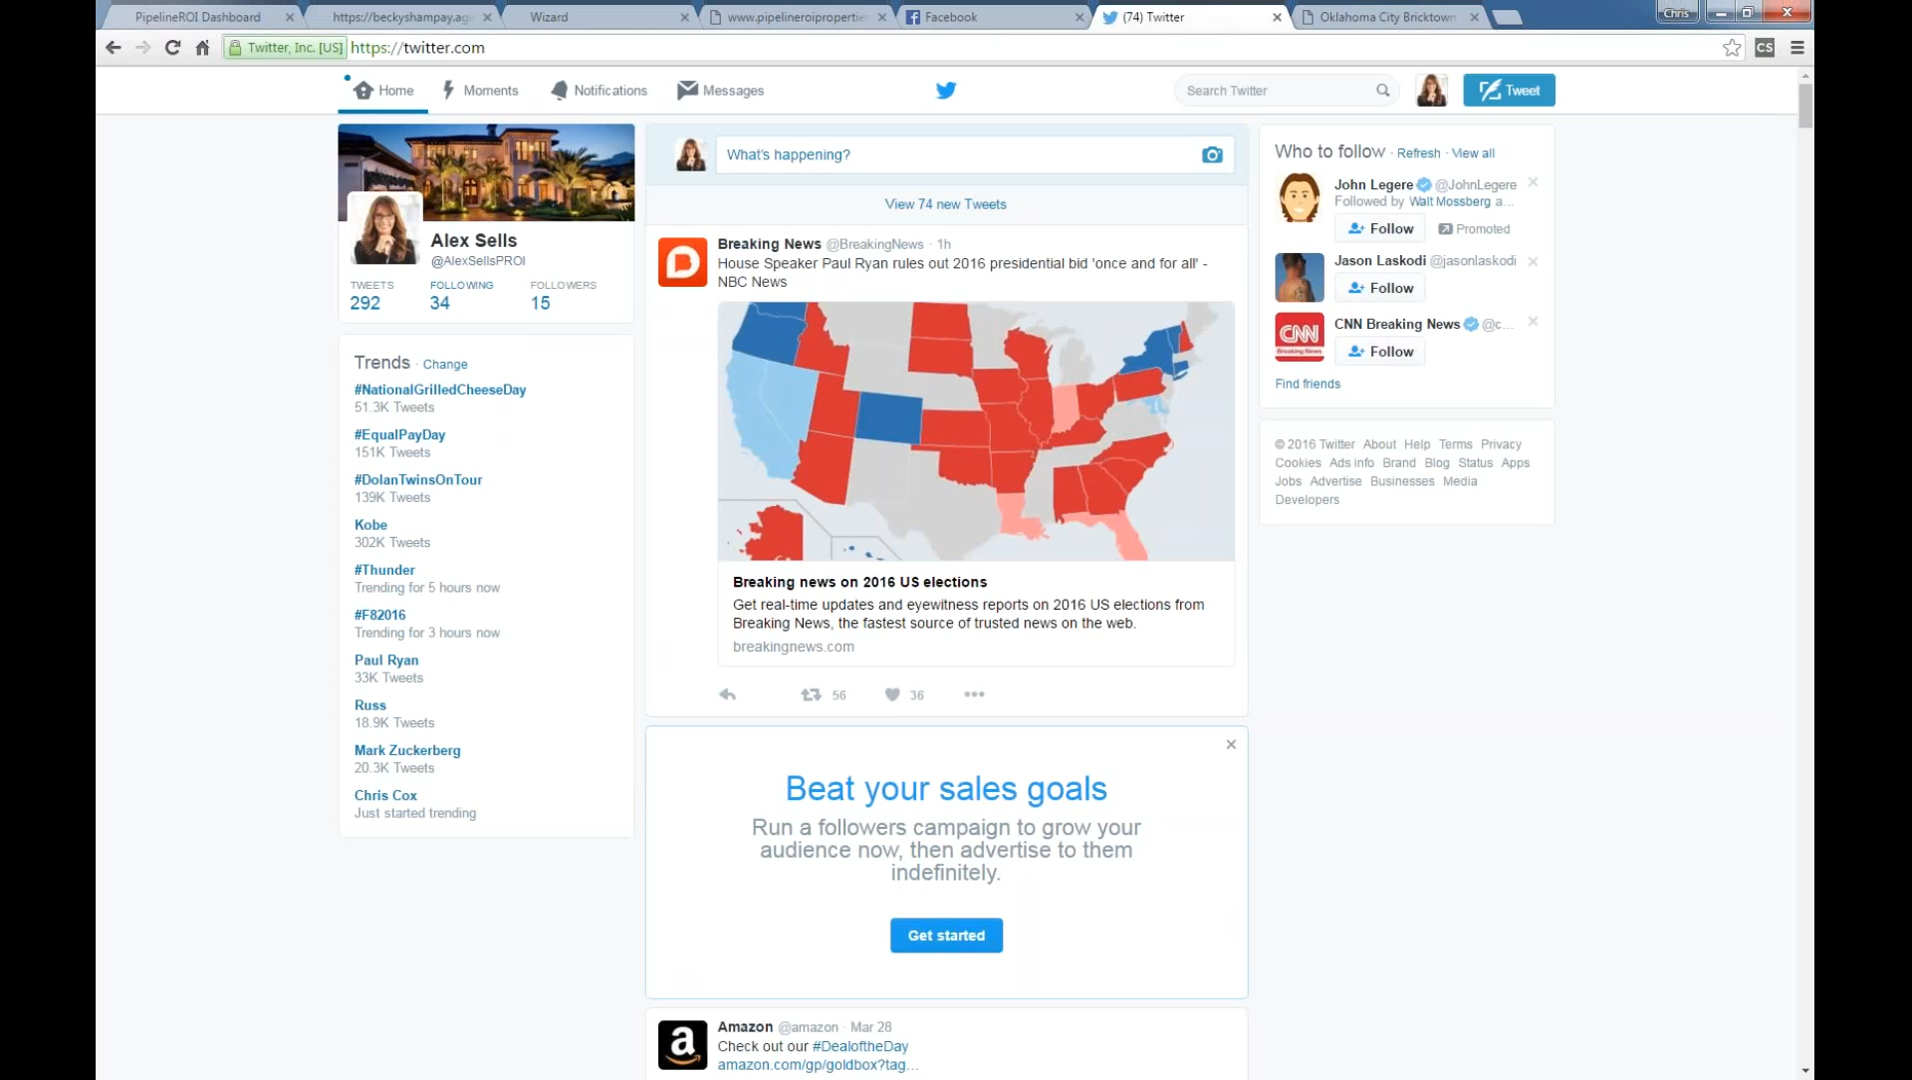 PipelineROI Dashboard
https://beckyshampay.ag
Wizard
www.pipelineroipropertie
Facebook
(74) Twitter
Oklahoma City Bricktown
Chris
Twitter, Inc. [US] https://twitter.com
CS
Home
Moments
Notifications
Messages
Search Twitter
Tweet
Alex Sells
@AlexSellsPROI
TWEETS FOLLOWING FOLLOWERS
292 34 15
Trends · Change
#NationalGrilledCheeseDay
51.3K Tweets
#EqualPayDay
151K Tweets
#DolanTwinsOnTour
139K Tweets
Kobe
302K Tweets
#Thunder
Trending for 5 hours now
#F82016
Trending for 3 hours now
Paul Ryan
33K Tweets
Russ
18.9K Tweets
Mark Zuckerberg
20.3K Tweets
Chris Cox
Just started trending
What's happening?
View 74 new Tweets
Breaking News @BreakingNews · 1h
House Speaker Paul Ryan rules out 2016 presidential bid 'once and for all' -
NBC News
Breaking news on 2016 US elections
Get real-time updates and eyewitness reports on 2016 US elections from
Breaking News, the fastest source of trusted news on the web.
breakingnews.com
56 36
Beat your sales goals
Run a followers campaign to grow your
audience now, then advertise to them
indefinitely.
Get started
Amazon @amazon · Mar 28
Check out our #DealoftheDay
amazon.com/gp/goldbox?tag...
Who to follow · Refresh · View all
John Legere @JohnLegere
Followed by Walt Mossberg a...
Follow Promoted
Jason Laskodi @jasonlaskodi
Follow
CNN Breaking News @c...
CNN
Breaking News
Follow
Find friends
© 2016 Twitter About Help Terms Privacy
Cookies Ads info Brand Blog Status Apps
Jobs Advertise Businesses Media
Developers